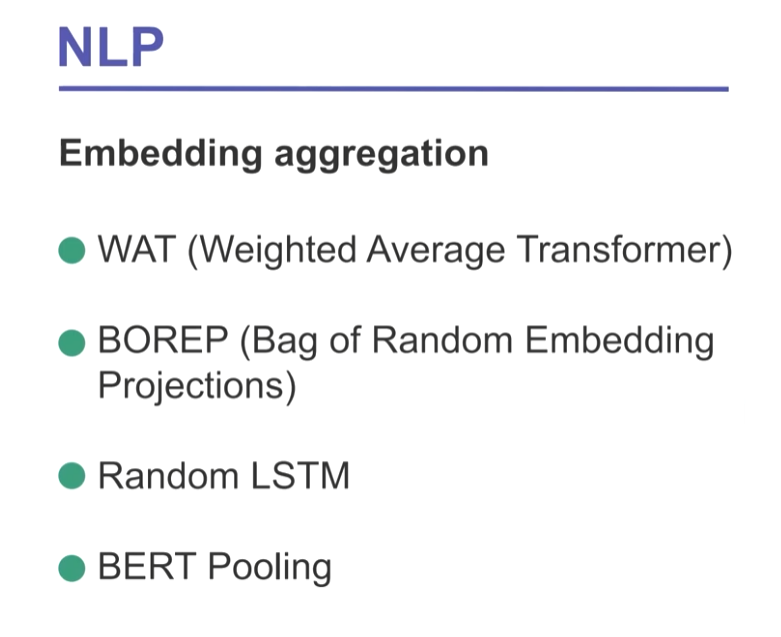 NLP
Embedding aggregation
WAT (Weighted Average Transformer)
BOREP (Bag of Random Embedding
Projections)
Random LSTM
BERT Pooling